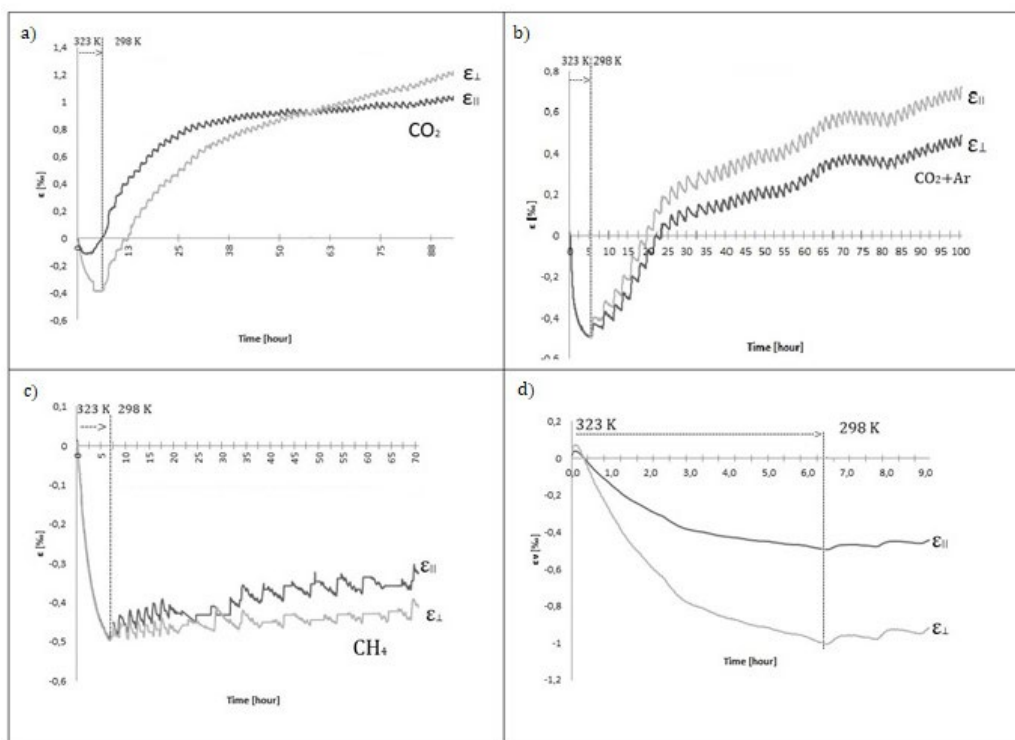 a)
323 K 298 K
1,4
1,2
1
0,8
0,6
0,4
0,2
0
-0,2
-0,4
-0,6
ε [‰]
0 13 25 38 50 63 75 88
ε⊥
ε||
CO₂
Time [hour]
b)
323 K 298 K
0,8
0,6
0,4
0,2
0
-0,2
-0,4
-0,6
ε [‰]
0 5 10 15 20 25 30 35 40 45 50 55 60 65 70 75 80 85 90 95 100
ε||
ε⊥
CO₂+Ar
Time [hour]
c)
323 K 298 K
0,1
0
-0,1
-0,2
-0,3
-0,4
-0,5
-0,6
ε [‰]
0 5 10 15 20 25 30 35 40 45 50 55 60 65 70
ε||
ε⊥
CH₄
Time [hour]
d)
323 K 298 K
0,2
0
-0,2
-0,4
-0,6
-0,8
-1
-1,2
εv [‰]
0,0 1,0 2,0 3,0 4,0 5,0 6,0 7,0 8,0 9,0
ε||
ε⊥
Time [hour]